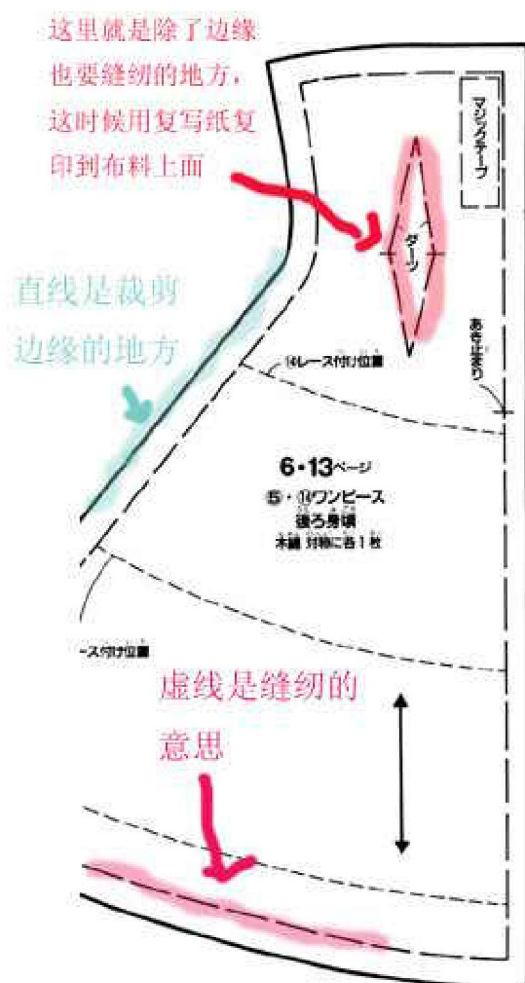 这里就是除了边缘
也要缝纫的地方，
这时候用复写纸复
印到布料上面
マジックテープ
ダーツ
直线是裁剪
边缘的地方
あき止まり
⑭レース付け位置
6・13ページ
⑤・⑭ワンピース
後ろ身頃
木綿 対称に各1枚
ース付け位置
虚线是缝纫的
意思